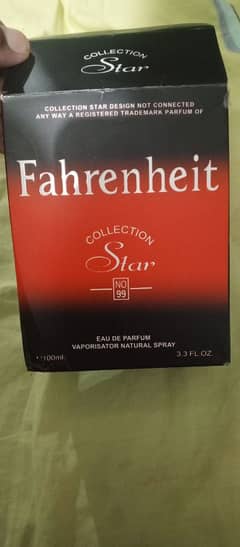 COLLECTION
Star
COLLECTION STAR DESIGN NOT CONNECTED
ANY WAY A REGISTERED TRADEMARK PARFUM OF
Fahrenheit
COLLECTION
Star
NO
99
EAU DE PARFUM
VAPORISATOR NATURAL SPRAY
100ml. 3.3 FL.OZ.